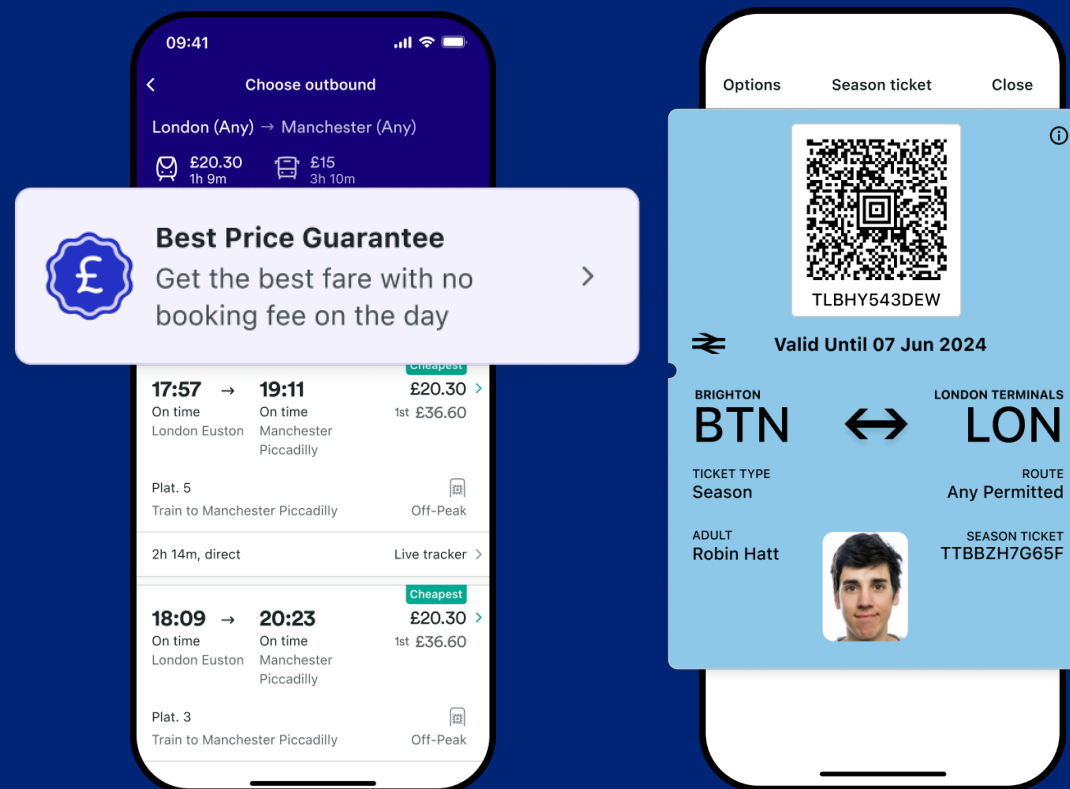 09:41
Choose outbound
London (Any) → Manchester (Any)
£20.30 £15
1h 9m 3h 10m
Best Price Guarantee
Get the best fare with no
booking fee on the day
£
Cheapest
17:57 → 19:11 £20.30
On time On time 1st £36.60
London Euston Manchester
Piccadilly
Plat. 5
Train to Manchester Piccadilly Off-Peak
2h 14m, direct Live tracker
Cheapest
18:09 → 20:23 £20.30
On time On time 1st £36.60
London Euston Manchester
Piccadilly
Plat. 3
Train to Manchester Piccadilly Off-Peak
Options Season ticket Close
TLBHY543DEW
Valid Until 07 Jun 2024
BRIGHTON LONDON TERMINALS
BTN ↔ LON
TICKET TYPE ROUTE
Season Any Permitted
ADULT SEASON TICKET
Robin Hatt TTBBZH7G65F